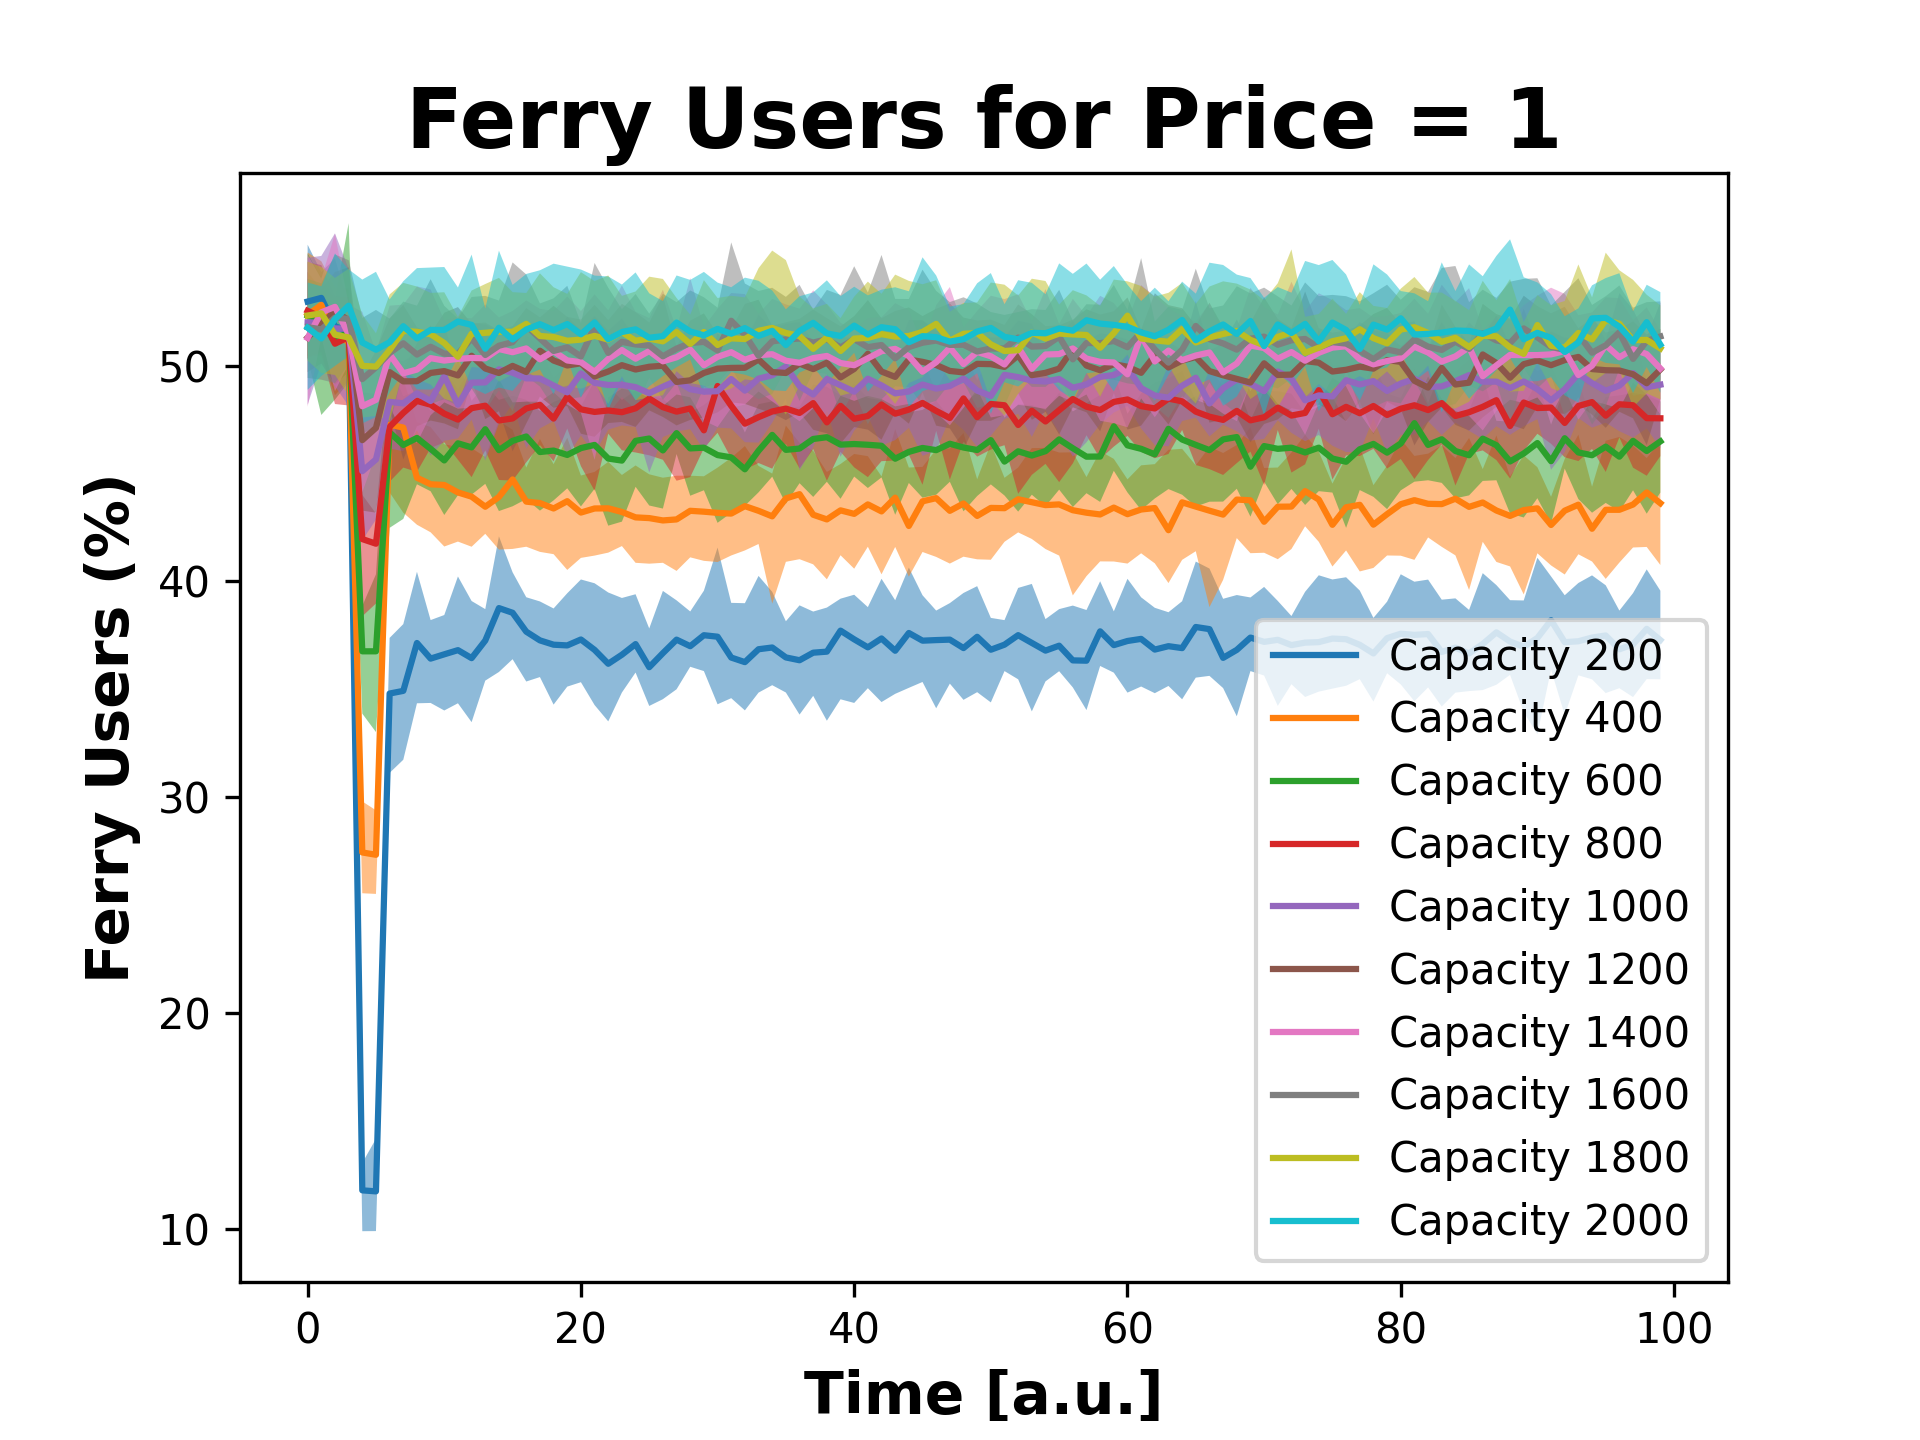 Ferry Users for Price = 1
Ferry Users (%)
50
40
30
20
10
0 20 40 60 80 100
Time [a.u.]
Capacity 200
Capacity 400
Capacity 600
Capacity 800
Capacity 1000
Capacity 1200
Capacity 1400
Capacity 1600
Capacity 1800
Capacity 2000